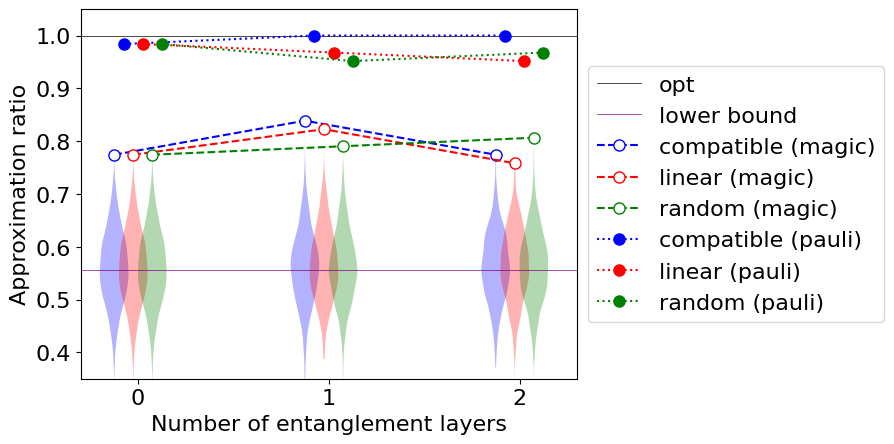 Approximation ratio
1.0
0.9
0.8
0.7
0.6
0.5
0.4
0
1
2
Number of entanglement layers
opt
lower bound
compatible (magic)
linear (magic)
random (magic)
compatible (pauli)
linear (pauli)
random (pauli)